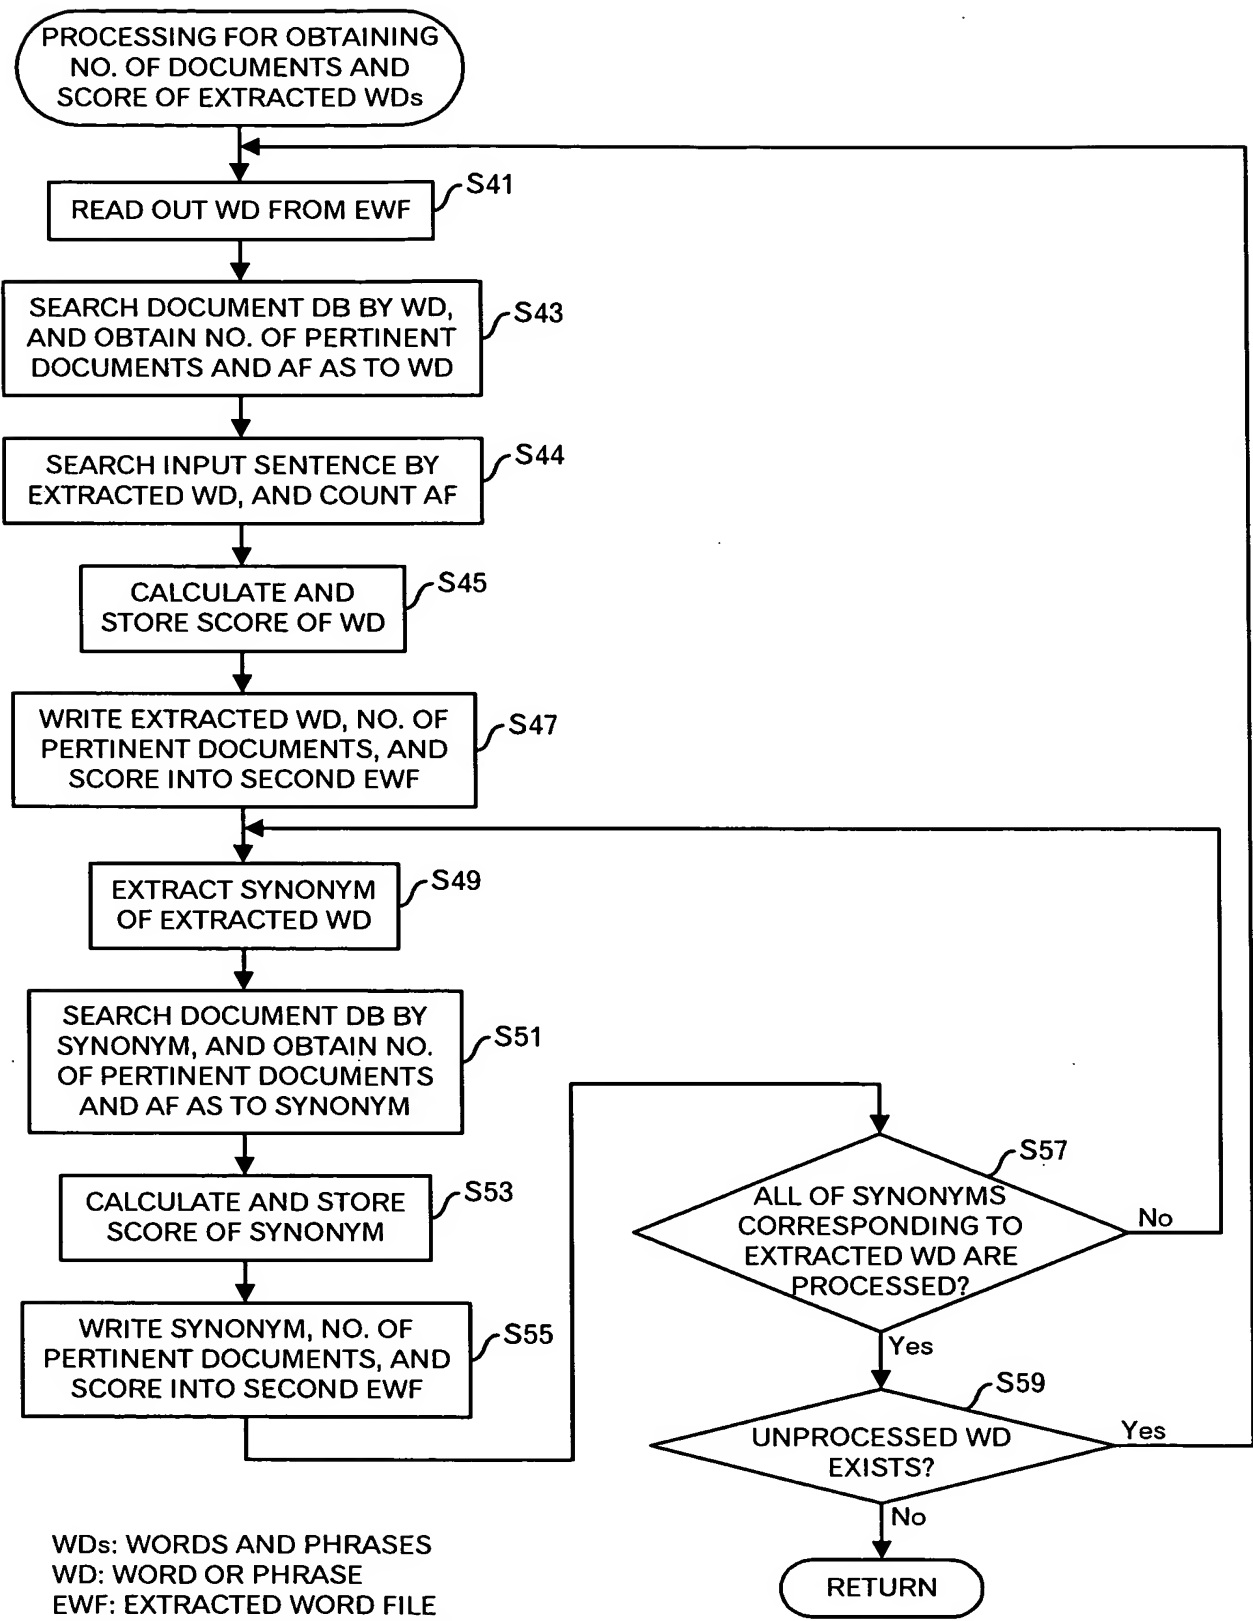 PROCESSING FOR OBTAINING
NO. OF DOCUMENTS AND
SCORE OF EXTRACTED WDs
S41
READ OUT WD FROM EWF
S43
SEARCH DOCUMENT DB BY WD,
AND OBTAIN NO. OF PERTINENT
DOCUMENTS AND AF AS TO WD
S44
SEARCH INPUT SENTENCE BY
EXTRACTED WD, AND COUNT AF
S45
CALCULATE AND
STORE SCORE OF WD
S47
WRITE EXTRACTED WD, NO. OF
PERTINENT DOCUMENTS, AND
SCORE INTO SECOND EWF
S49
EXTRACT SYNONYM
OF EXTRACTED WD
S51
SEARCH DOCUMENT DB BY
SYNONYM, AND OBTAIN NO.
OF PERTINENT DOCUMENTS
AND AF AS TO SYNONYM
S53
CALCULATE AND STORE
SCORE OF SYNONYM
S55
WRITE SYNONYM, NO. OF
PERTINENT DOCUMENTS, AND
SCORE INTO SECOND EWF
S57
ALL OF SYNONYMS
CORRESPONDING TO
EXTRACTED WD ARE
PROCESSED?
No
Yes
S59
UNPROCESSED WD
EXISTS?
Yes
No
RETURN
WDs: WORDS AND PHRASES
WD: WORD OR PHRASE
EWF: EXTRACTED WORD FILE